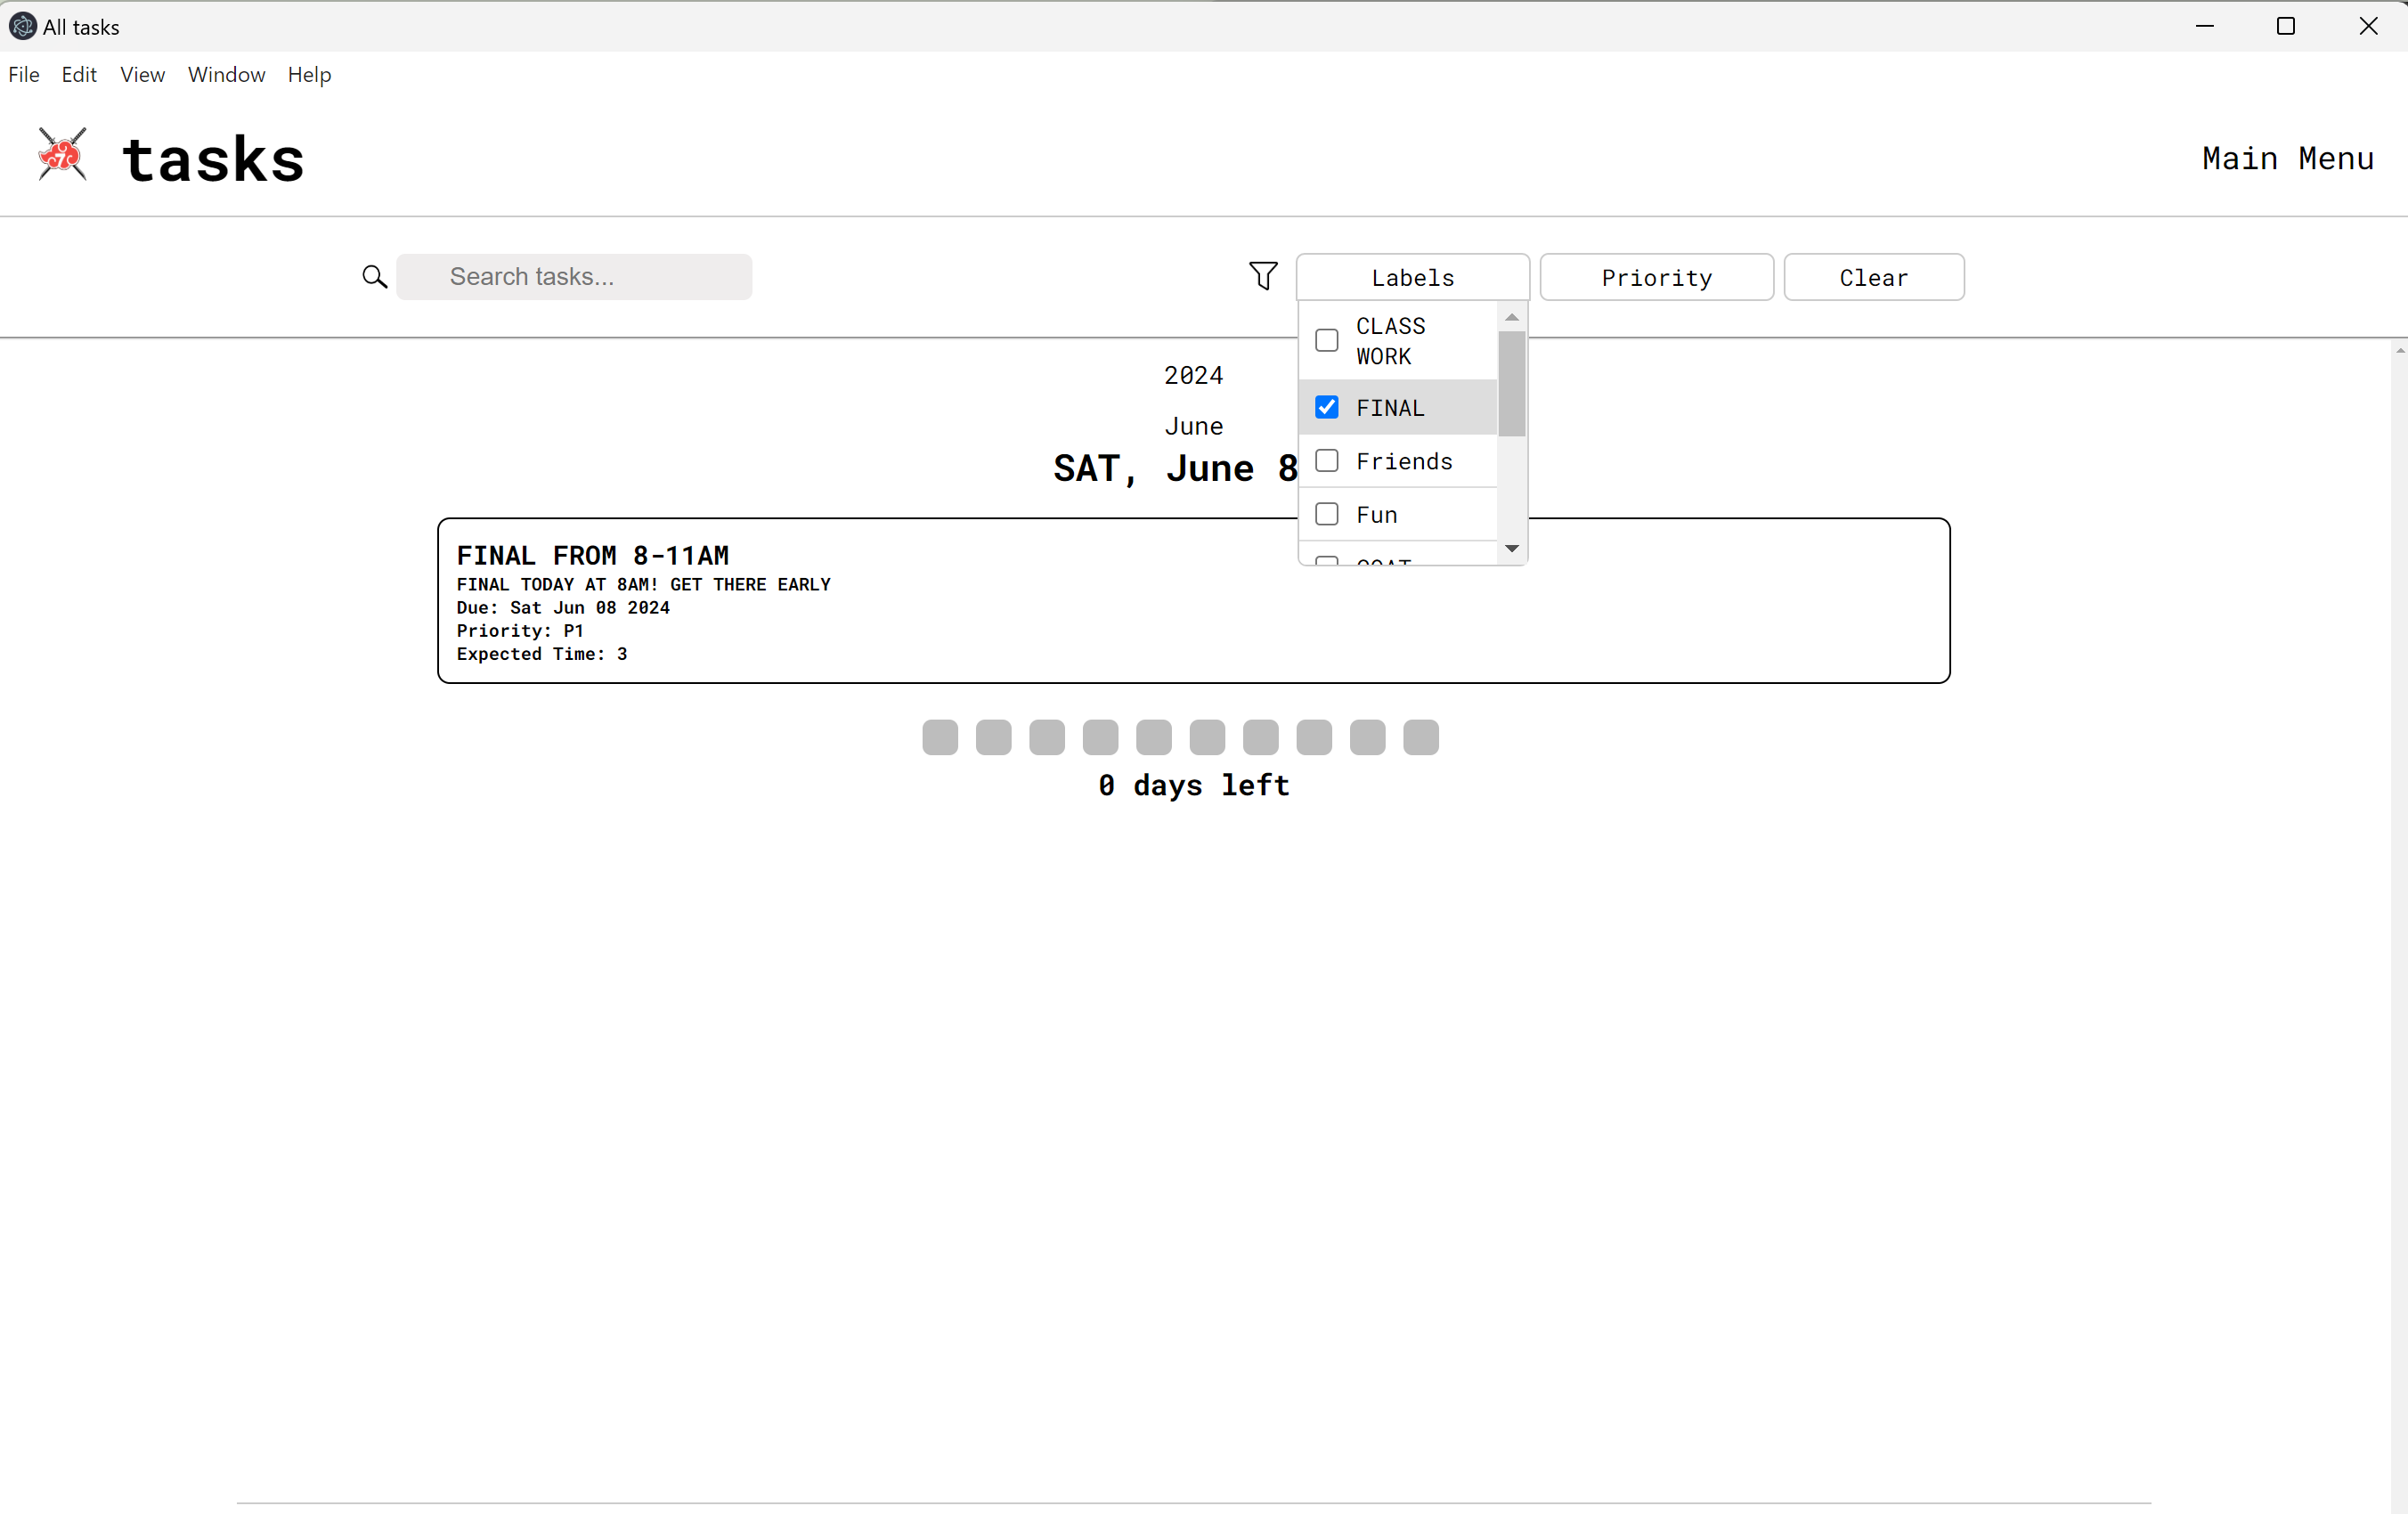 All tasks
File Edit View Window Help
7
tasks
Main Menu
Search tasks...
Labels
Priority
Clear
CLASS
WORK
FINAL
Friends
Fun
2024
June
SAT, June 8
FINAL FROM 8-11AM
FINAL TODAY AT 8AM! GET THERE EARLY
Due: Sat Jun 08 2024
Priority: P1
Expected Time: 3
0 days left